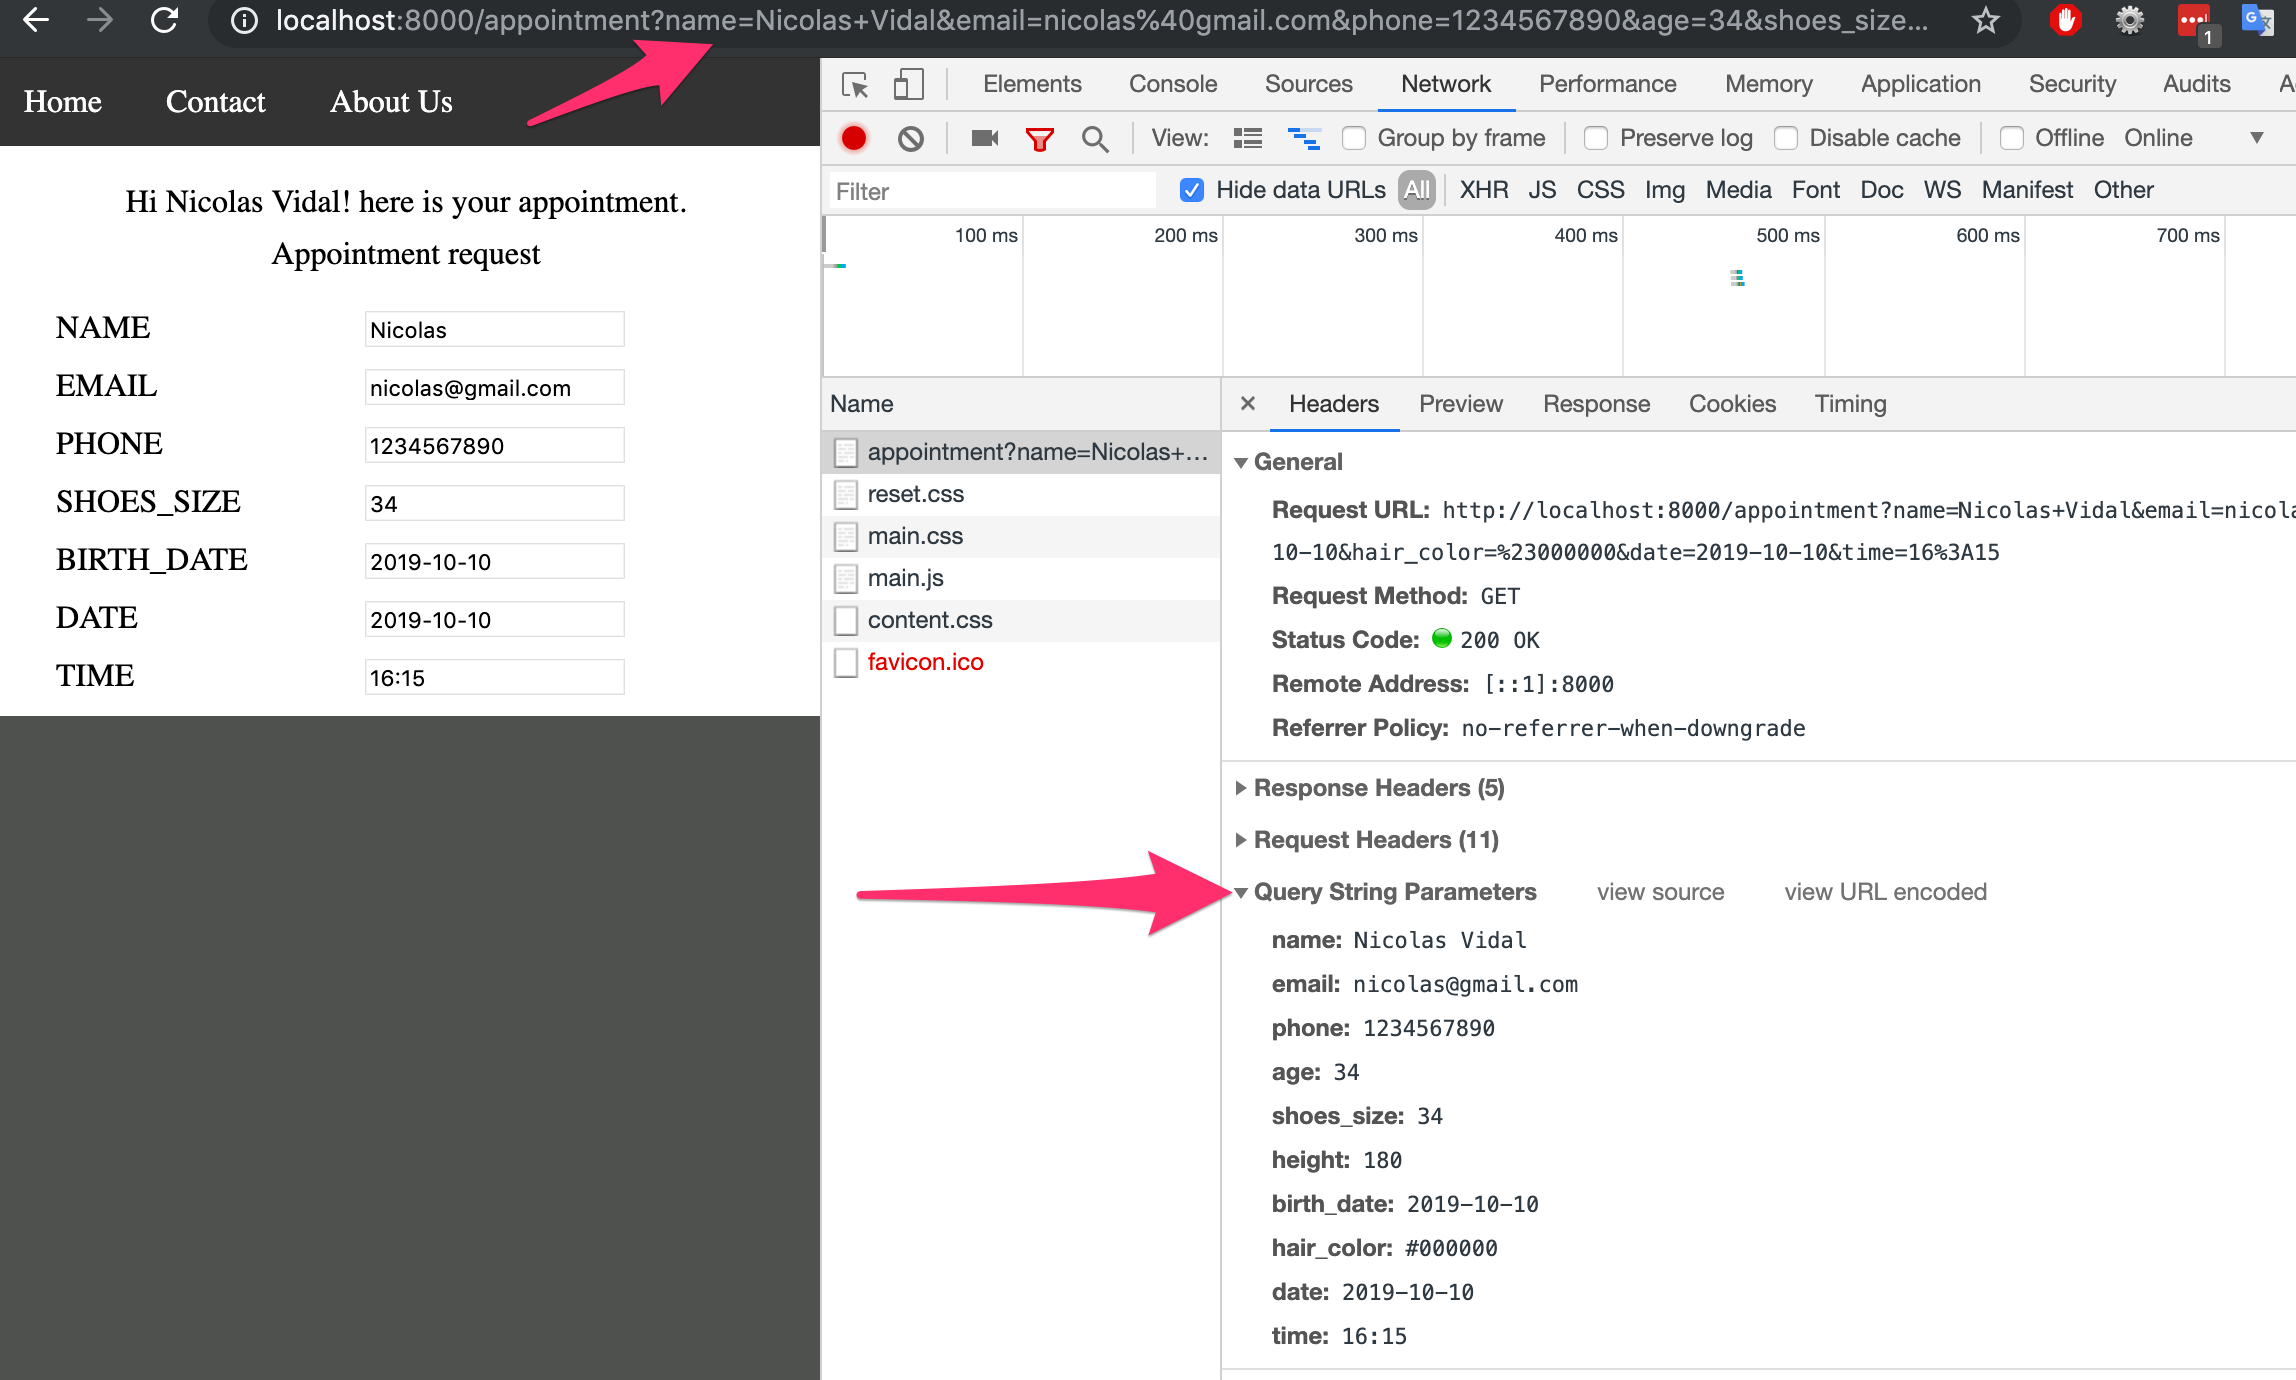 localhost:8000/appointment?name=Nicolas+Vidal&email=nicolas%40gmail.com&phone=1234567890&age=34&shoes_size...
1
Home Contact About Us
Hi Nicolas Vidal! here is your appointment.
Appointment request
NAME Nicolas
EMAIL nicolas@gmail.com
PHONE 1234567890
SHOES_SIZE 34
BIRTH_DATE 2019-10-10
DATE 2019-10-10
TIME 16:15
Elements Console Sources Network Performance Memory Application Security Audits A
View: Group by frame Preserve log Disable cache Offline Online
Filter Hide data URLs All XHR JS CSS Img Media Font Doc WS Manifest Other
100 ms 200 ms 300 ms 400 ms 500 ms 600 ms 700 ms
Name
appointment?name=Nicolas+...
reset.css
main.css
main.js
content.css
favicon.ico
Headers Preview Response Cookies Timing
General
Request URL: http://localhost:8000/appointment?name=Nicolas+Vidal&email=nicola
10-10&hair_color=%23000000&date=2019-10-10&time=16%3A15
Request Method: GET
Status Code: 200 OK
Remote Address: [::1]:8000
Referrer Policy: no-referrer-when-downgrade
Response Headers (5)
Request Headers (11)
Query String Parameters view source view URL encoded
name: Nicolas Vidal
email: nicolas@gmail.com
phone: 1234567890
age: 34
shoes_size: 34
height: 180
birth_date: 2019-10-10
hair_color: #000000
date: 2019-10-10
time: 16:15